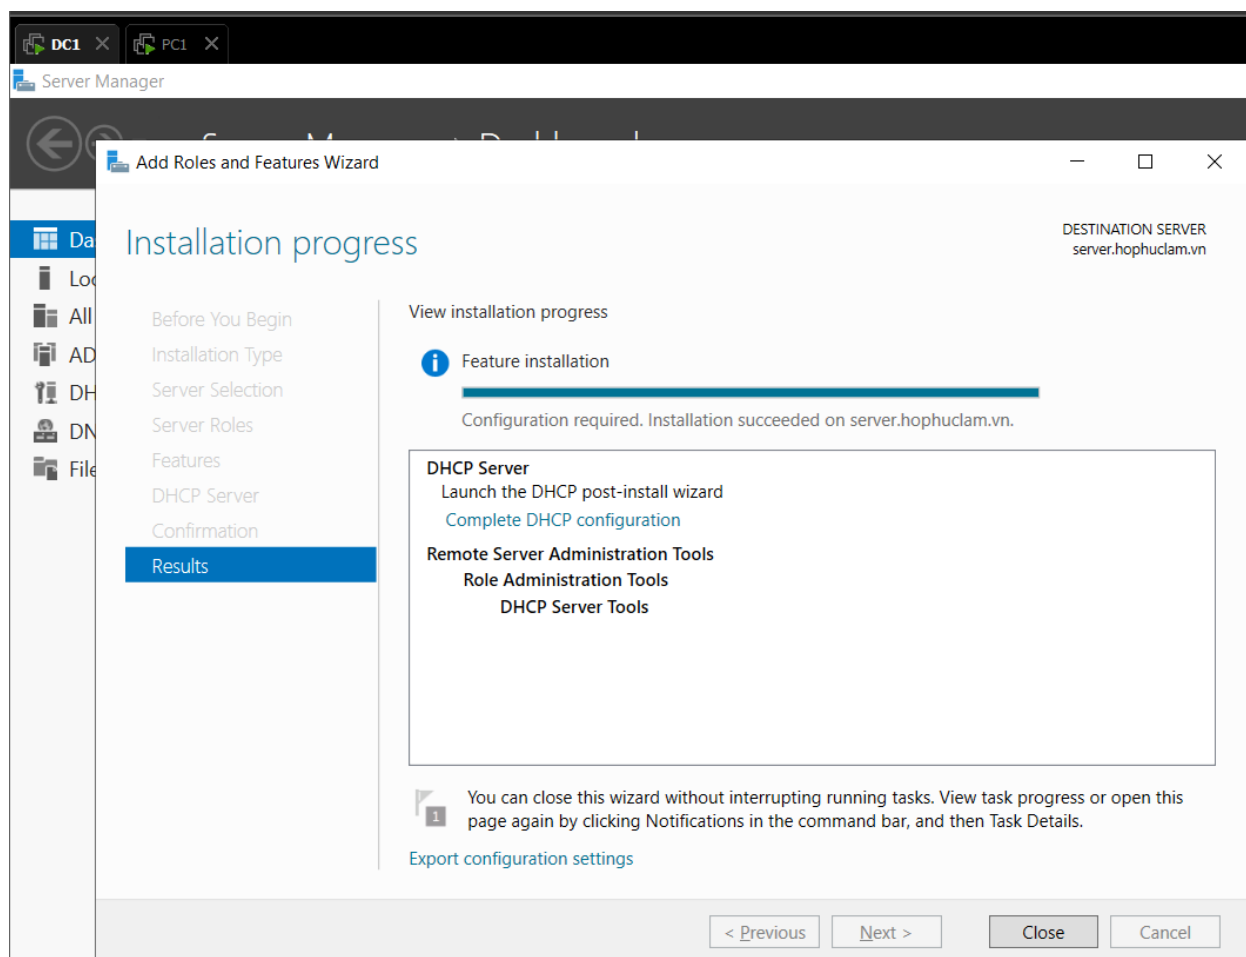 DC1
PC1
Server Manager
Add Roles and Features Wizard
Installation progress
DESTINATION SERVER
server.hophuclam.vn
Da
Loc
All
AD
DH
DN
File
Before You Begin
Installation Type
Server Selection
Server Roles
Features
DHCP Server
Confirmation
Results
View installation progress
Feature installation
Configuration required. Installation succeeded on server.hophuclam.vn.
DHCP Server
Launch the DHCP post-install wizard
Complete DHCP configuration
Remote Server Administration Tools
Role Administration Tools
DHCP Server Tools
1
You can close this wizard without interrupting running tasks. View task progress or open this
page again by clicking Notifications in the command bar, and then Task Details.
Export configuration settings
< Previous
Next >
Close
Cancel